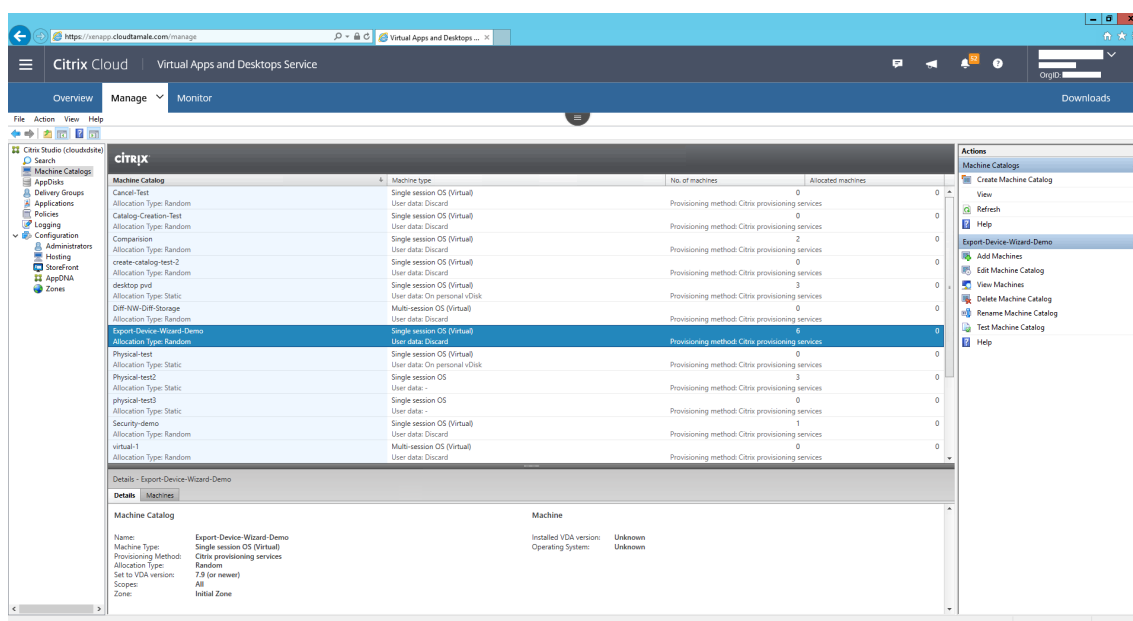 https://xenapp.cloudtamale.com/manage
Virtual Apps and Desktops ...
Citrix Cloud | Virtual Apps and Desktops Service
OrgID:
Overview Manage Monitor Downloads
File Action View Help
Citrix Studio (cloudxdsite)
Search
Machine Catalogs
AppDisks
Delivery Groups
Applications
Policies
Logging
Configuration
Administrators
Hosting
StoreFront
AppDNA
Zones
CİTRIX
Machine Catalog Machine type No. of machines Allocated machines
Cancel-Test Single session OS (Virtual) 0 0
Allocation Type: Random User data: Discard Provisioning method: Citrix provisioning services
Catalog-Creation-Test Single session OS (Virtual) 0 0
Allocation Type: Random User data: Discard Provisioning method: Citrix provisioning services
Comparision Single session OS (Virtual) 2 0
Allocation Type: Random User data: Discard Provisioning method: Citrix provisioning services
create-catalog-test-2 Single session OS (Virtual) 0 0
Allocation Type: Random User data: Discard Provisioning method: Citrix provisioning services
desktop pvd Single session OS (Virtual) 3 0
Allocation Type: Static User data: On personal vDisk Provisioning method: Citrix provisioning services
Diff-NW-Diff-Storage Multi-session OS (Virtual) 0 0
Allocation Type: Random User data: Discard Provisioning method: Citrix provisioning services
Export-Device-Wizard-Demo Single session OS (Virtual) 6 0
Allocation Type: Random User data: Discard Provisioning method: Citrix provisioning services
Physical-test Single session OS (Virtual) 0 0
Allocation Type: Static User data: On personal vDisk Provisioning method: Citrix provisioning services
Physical-test2 Single session OS 3 0
Allocation Type: Static User data: - Provisioning method: Citrix provisioning services
physical-test3 Single session OS 0 0
Allocation Type: Static User data: - Provisioning method: Citrix provisioning services
Security-demo Single session OS (Virtual) 1 0
Allocation Type: Random User data: Discard Provisioning method: Citrix provisioning services
virtual-1 Multi-session OS (Virtual) 0 0
Allocation Type: Random User data: Discard Provisioning method: Citrix provisioning services
Details - Export-Device-Wizard-Demo
Details Machines
Machine Catalog Machine
Name: Export-Device-Wizard-Demo Installed VDA version: Unknown
Machine Type: Single session OS (Virtual) Operating System: Unknown
Provisioning Method: Citrix provisioning services
Allocation Type: Random
Set to VDA version: 7.9 (or newer)
Scopes: All
Zone: Initial Zone
Actions
Machine Catalogs
Create Machine Catalog
View
Refresh
Help
Export-Device-Wizard-Demo
Add Machines
Edit Machine Catalog
View Machines
Delete Machine Catalog
Rename Machine Catalog
Test Machine Catalog
Help